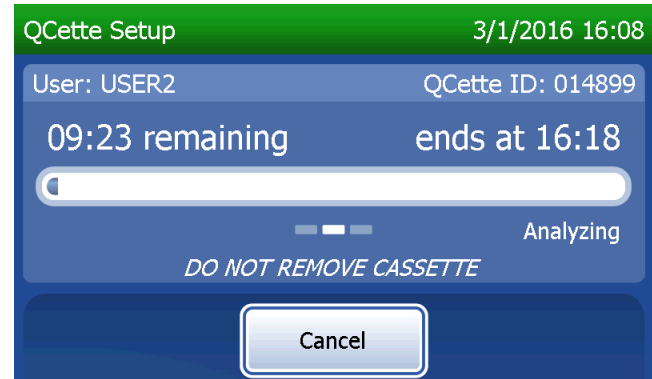 QCette Setup 3/1/2016 16:08
User: USER2 QCette ID: 014899
09:23 remaining ends at 16:18
Analyzing
DO NOT REMOVE CASSETTE
Cancel